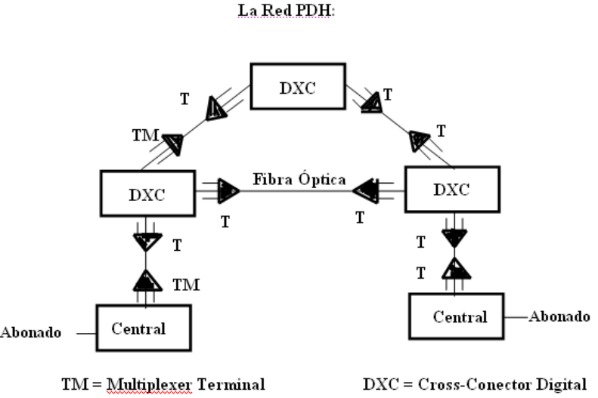 La Red PDH:
DXC
T
T
TM
T
DXC
Fibra Óptica
DXC
T
T
T
T
TM
T
Abonado
Central
Central
Abonado
TM = Multiplexer Terminal
DXC = Cross-Conector Digital